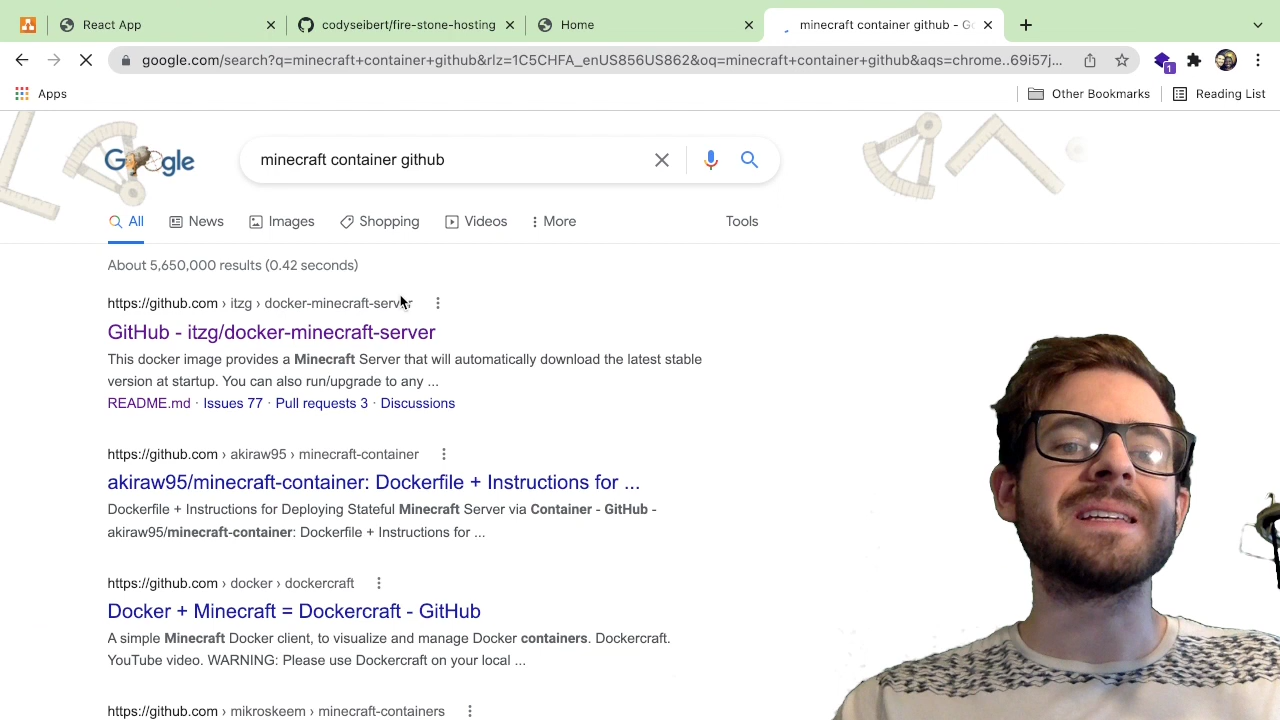 React App
codyseibert/fire-stone-hosting
Home
minecraft container github - Go
google.com/search?q=minecraft+container+github&rlz=1C5CHFA_enUS856US862&oq=minecraft+container+github&aqs=chrome..69i57j...
1
Apps
Other Bookmarks
Reading List
Google
minecraft container github
All
News
Images
Shopping
Videos
More
Tools
About 5,650,000 results (0.42 seconds)
https://github.com › itzg › docker-minecraft-server
GitHub - itzg/docker-minecraft-server
This docker image provides a Minecraft Server that will automatically download the latest stable
version at startup. You can also run/upgrade to any ...
README.md · Issues 77 · Pull requests 3 · Discussions
https://github.com › akiraw95 › minecraft-container
akiraw95/minecraft-container: Dockerfile + Instructions for ...
Dockerfile + Instructions for Deploying Stateful Minecraft Server via Container - GitHub -
akiraw95/minecraft-container: Dockerfile + Instructions for ...
https://github.com › docker › dockercraft
Docker + Minecraft = Dockercraft - GitHub
A simple Minecraft Docker client, to visualize and manage Docker containers. Dockercraft.
YouTube video. WARNING: Please use Dockercraft on your local ...
https://github.com › mikroskeem › minecraft-containers